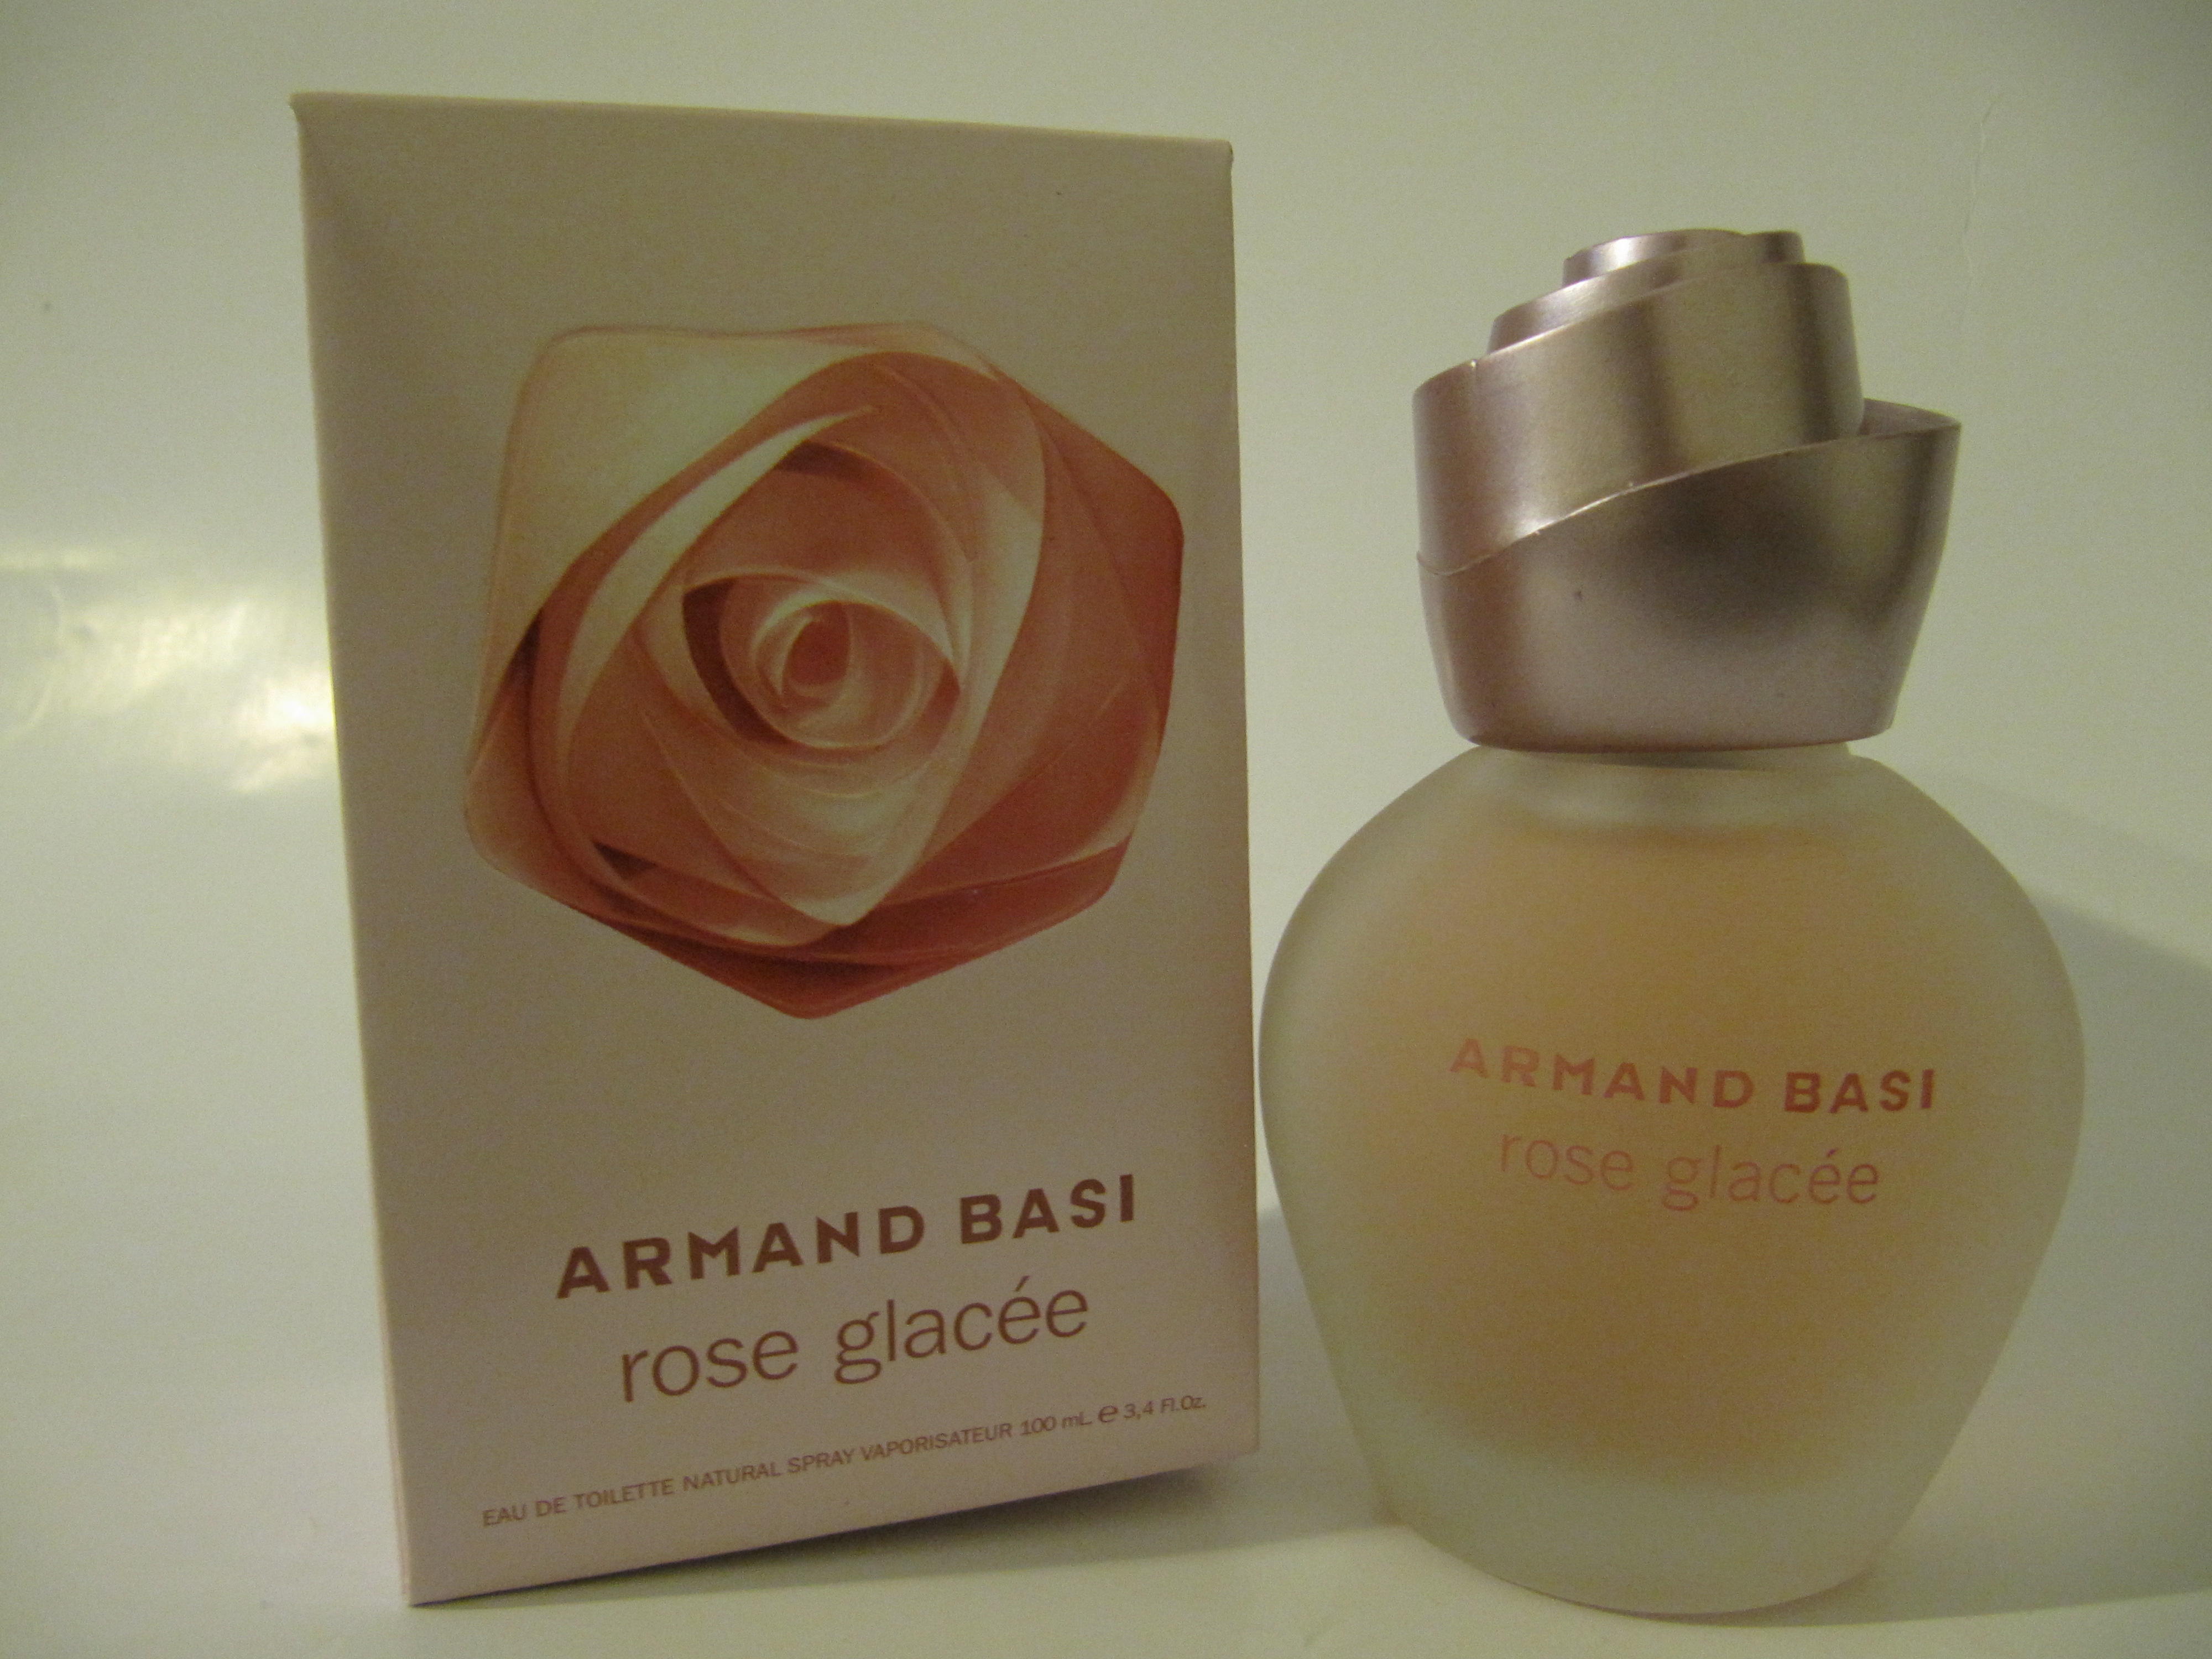 ARMAND BASI
rose glacée
EAU DE TOILETTE NATURAL SPRAY VAPORISATEUR 100 mL ℮ 3,4 Fl.Oz.
ARMAND BASI
rose glacée